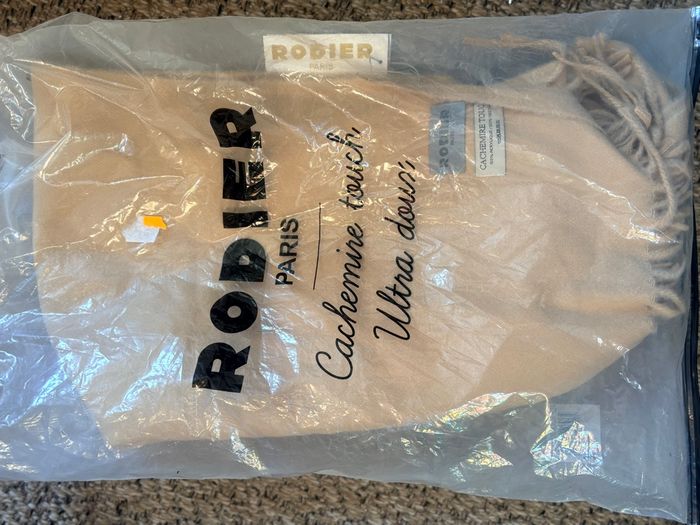 RODIER
PARIS
RODIER
PARIS
Cachemire touch,
Ultra doux,
RODIER
CACHEMIRE TOUCH